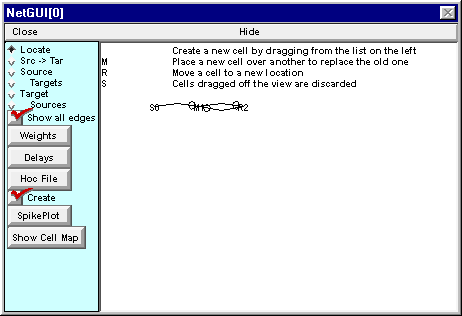 NetGUI[0]
Close Hide
Locate
Src -> Tar
Source
Targets
Target
Sources
Show all edges
Weights
Delays
Hoc File
Create
SpikePlot
Show Cell Map
Create a new cell by dragging from the list on the left
M Place a new cell over another to replace the old one
R Move a cell to a new location
S Cells dragged off the view are discarded
S0 M1 R2